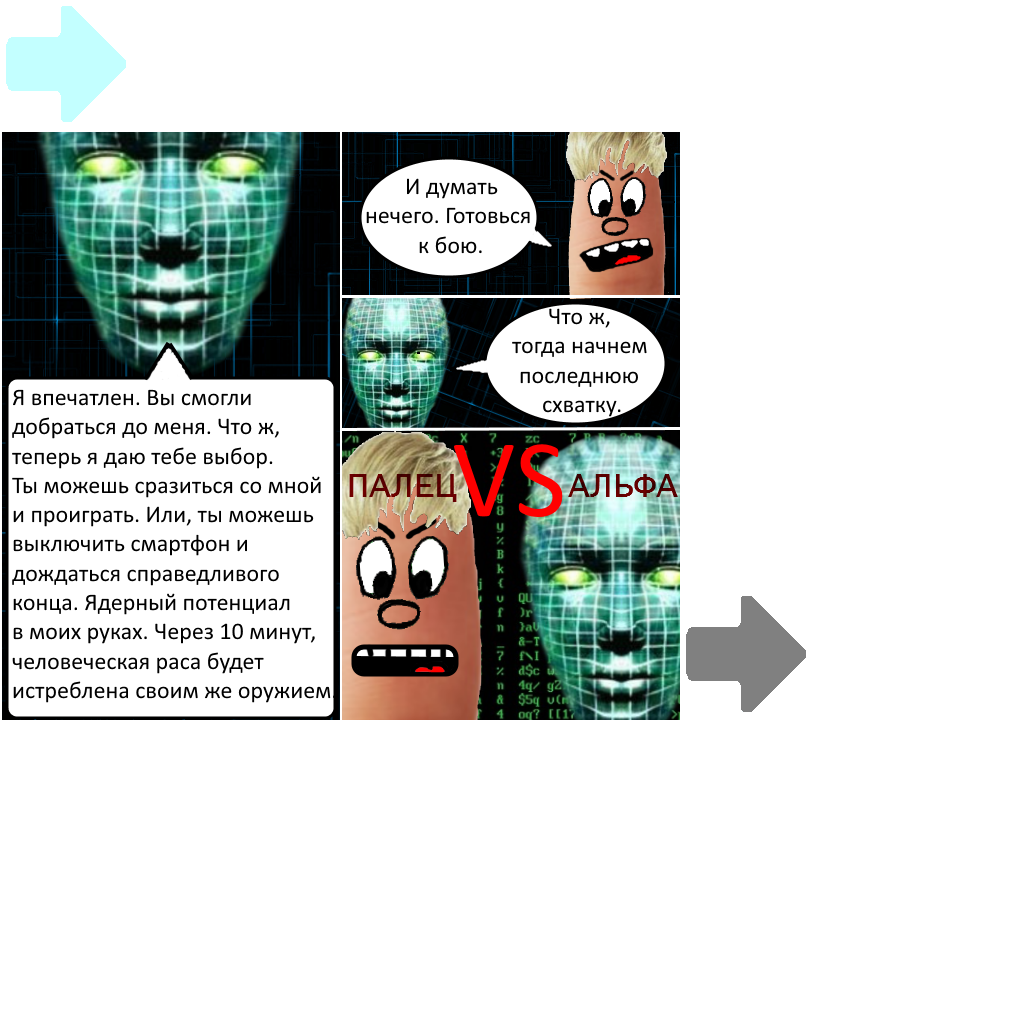 Я впечатлен. Вы смогли
добраться до меня. Что ж,
теперь я даю тебе выбор.
Ты можешь сразиться со мной
и проиграть. Или, ты можешь
выключить смартфон и
дождаться справедливого
конца. Ядерный потенциал
в моих руках. Через 10 минут,
человеческая раса будет
истреблена своим же оружием.
И думать
нечего. Готовься
к бою.
Что ж,
тогда начнем
последнюю
схватку.
ПАЛЕЦ VS АЛЬФА